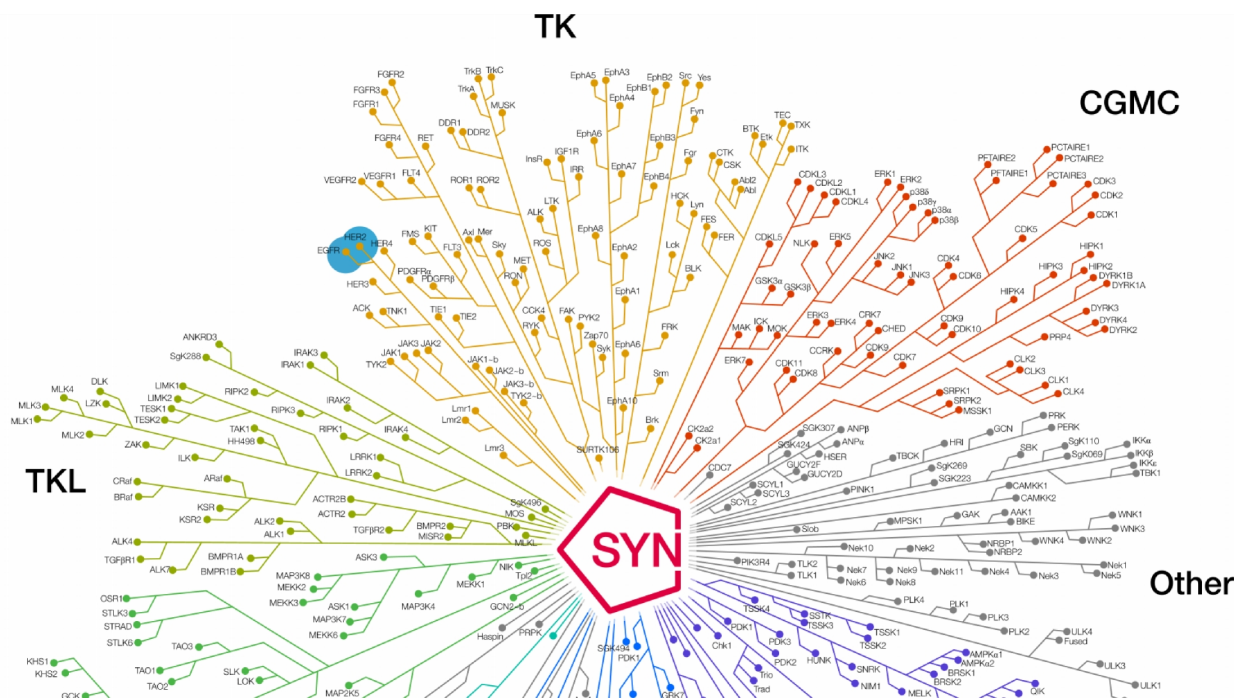 TK
CGMC
TKL
Other
SYN
FGFR2
FGFR3
FGFR1
FGFR4
RET
TrkB
TrkC
TrkA
MUSK
DDR1
DDR2
VEGFR2
VEGFR1
FLT4
ROR1
ROR2
HER2
EGFR
HER4
HER3
FMS
KIT
FLT3
PDGFRα
PDGFRβ
Axl
Mer
Sky
MET
RON
ACK
TNK1
TIE1
TIE2
CCK4
RYK
JAK3
JAK2
JAK1
TYK2
JAK1~b
JAK2~b
JAK3~b
TYK2~b
Lmr1
Lmr2
Lmr3
SURTK106
InsR
IGF1R
IRR
LTK
ALK
ROS
FAK
PYK2
Zap70
Syk
EphA5
EphA3
EphA4
EphA6
EphA7
EphA8
EphA2
EphA1
EphA6
EphA10
EphB2
EphB1
EphB3
EphB4
Src
Yes
Fyn
Fgr
HCK
Lyn
Lck
BLK
FRK
Srm
Brk
CTK
CSK
Abl2
Abl
FES
FER
TEC
TXK
BTK
Etk
ITK
CDKL3
CDKL2
CDKL1
CDKL4
CDKL5
NLK
ERK5
ERK1
ERK2
p38δ
p38γ
p38α
p38β
JNK2
JNK1
JNK3
GSK3α
GSK3β
MAK
ICK
MOK
ERK3
ERK4
ERK7
CRK7
CHED
CCRK
CDK9
CDK7
CDK11
CDK8
CDK9
CDK10
CDK4
CDK6
CDK5
PFTAIRE2
PFTAIRE1
PCTAIRE1
PCTAIRE2
PCTAIRE3
CDK3
CDK2
CDK1
HIPK1
HIPK3
HIPK2
HIPK4
DYRK1B
DYRK1A
DYRK3
DYRK4
DYRK2
PRP4
CLK2
CLK3
CLK1
CLK4
SRPK1
SRPK2
MSSK1
CK2a2
CK2a1
CDC7
SGK307
SGK424
ANPβ
ANPα
HSER
GUCY2F
GUCY2D
SCYL1
SCYL3
SCYL2
PINK1
TBCK
HRI
GCN
PRK
PERK
SgK269
SGK223
SBK
SgK110
SgK069
IKKα
IKKβ
IKKε
TBK1
CAMKK1
CAMKK2
Slob
MPSK1
GAK
AAK1
BIKE
NRBP1
NRBP2
WNK1
WNK3
WNK4
WNK2
PIK3R4
TLK2
TLK1
Nek10
Nek2
Nek7
Nek6
Nek9
Nek8
Nek11
Nek4
Nek3
Nek1
Nek5
PLK4
PLK1
PLK3
PLK2
ULK4
Fused
ULK3
ULK1
ANKRD3
SgK288
DLK
MLK4
LZK
MLK3
MLK1
MLK2
LIMK1
LIMK2
TESK1
TESK2
RIPK2
RIPK3
RIPK1
IRAK3
IRAK1
IRAK2
IRAK4
TAK1
HH498
ZAK
ILK
LRRK1
LRRK2
CRaf
BRaf
ARaf
KSR
KSR2
ACTR2B
ACTR2
TGFβR2
BMPR2
MISR2
ALK2
ALK1
ALK4
TGFβR1
ALK7
BMPR1A
BMPR1B
SgK496
MOS
PBK
MLKL
ASK3
MAP3K8
MEKK2
MEKK3
ASK1
MAP3K7
MEKK6
MAP3K4
MEKK1
NIK
Tpl2
GCN2~b
PRPK
Haspin
OSR1
STLK3
STRAD
STLK6
TAO3
TAO1
TAO2
SLK
LOK
KHS1
KHS2
GCK
MAP2K5
SGK494
PDK1
GRK7
Chk1
PDK1
TSSK4
SSTK
TSSK3
TSSK1
TSSK2
PDK3
PDK2
HUNK
Trio
Trad
SNRK
NIM1
MELK
AMPKα1
AMPKα2
BRSK1
BRSK2
QIK